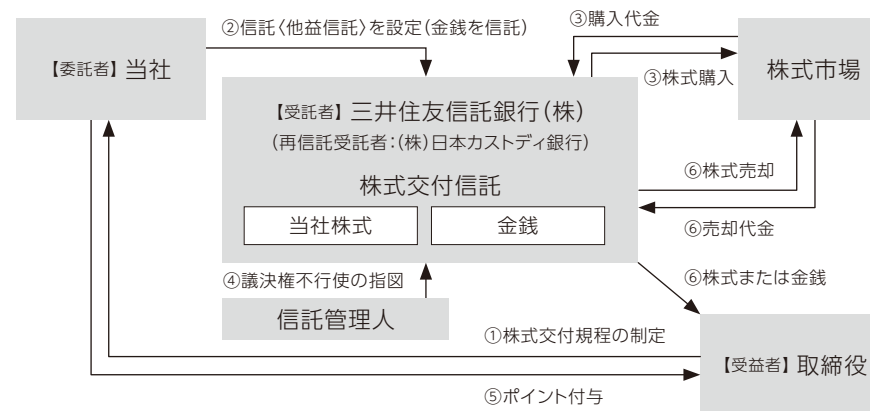 ②信託〈他益信託〉を設定(金銭を信託)
③購入代金
【委託者】当社
株式市場
③株式購入
【受託者】三井住友信託銀行(株)
(再信託受託者:(株)日本カストディ銀行)
株式交付信託
⑥株式売却
当社株式
金銭
⑥売却代金
④議決権不行使の指図
⑥株式または金銭
信託管理人
①株式交付規程の制定
【受益者】取締役
⑤ポイント付与